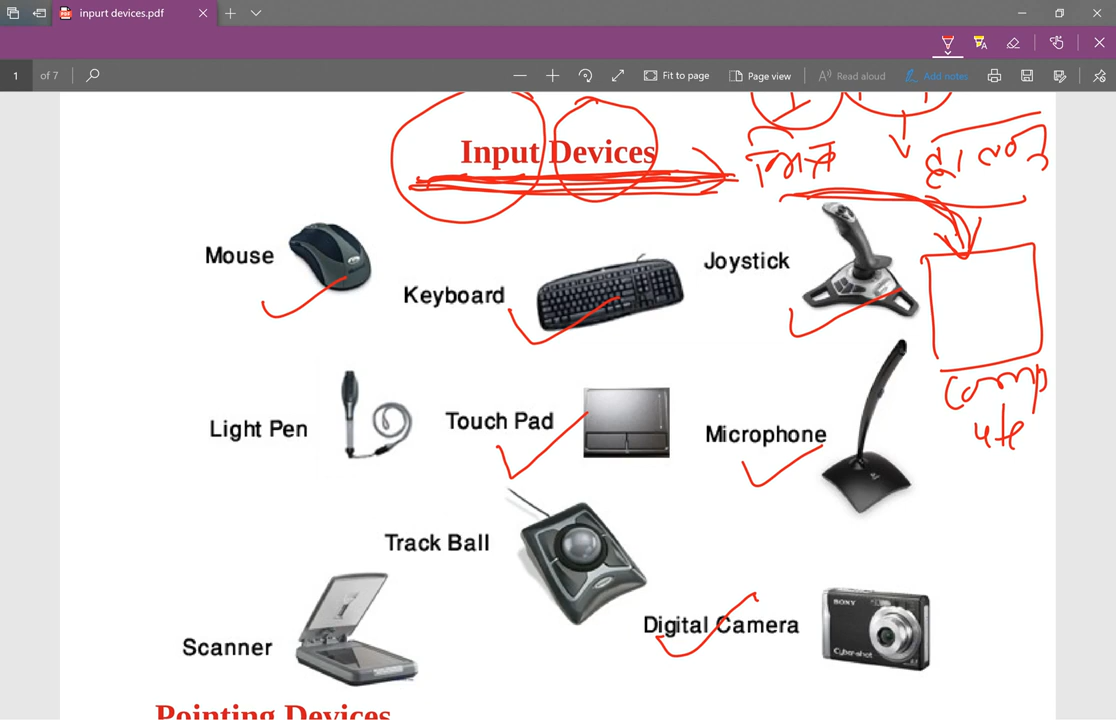 inpurt devices.pdf
1 of 7 Fit to page Page view Read aloud Add notes
Input Devices
Mouse
Keyboard
Joystick
Light Pen
Touch Pad
Microphone
Comp
ute
Track Ball
Digital Camera
SONY
Cyber-shot
Scanner
Pointing Devices